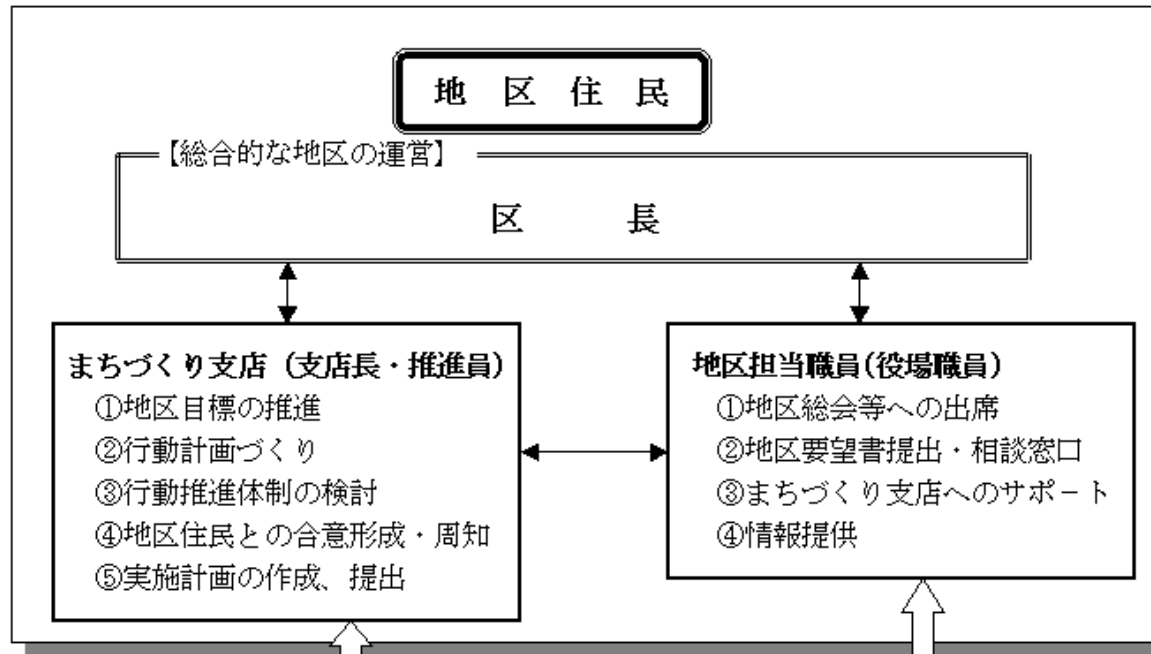 地区住民
【総合的な地区の運営】
区長
まちづくり支店（支店長・推進員）
①地区目標の推進
②行動計画づくり
③行動推進体制の検討
④地区住民との合意形成・周知
⑤実施計画の作成、提出
地区担当職員(役場職員)
①地区総会等への出席
②地区要望書提出・相談窓口
③まちづくり支店へのサポート
④情報提供